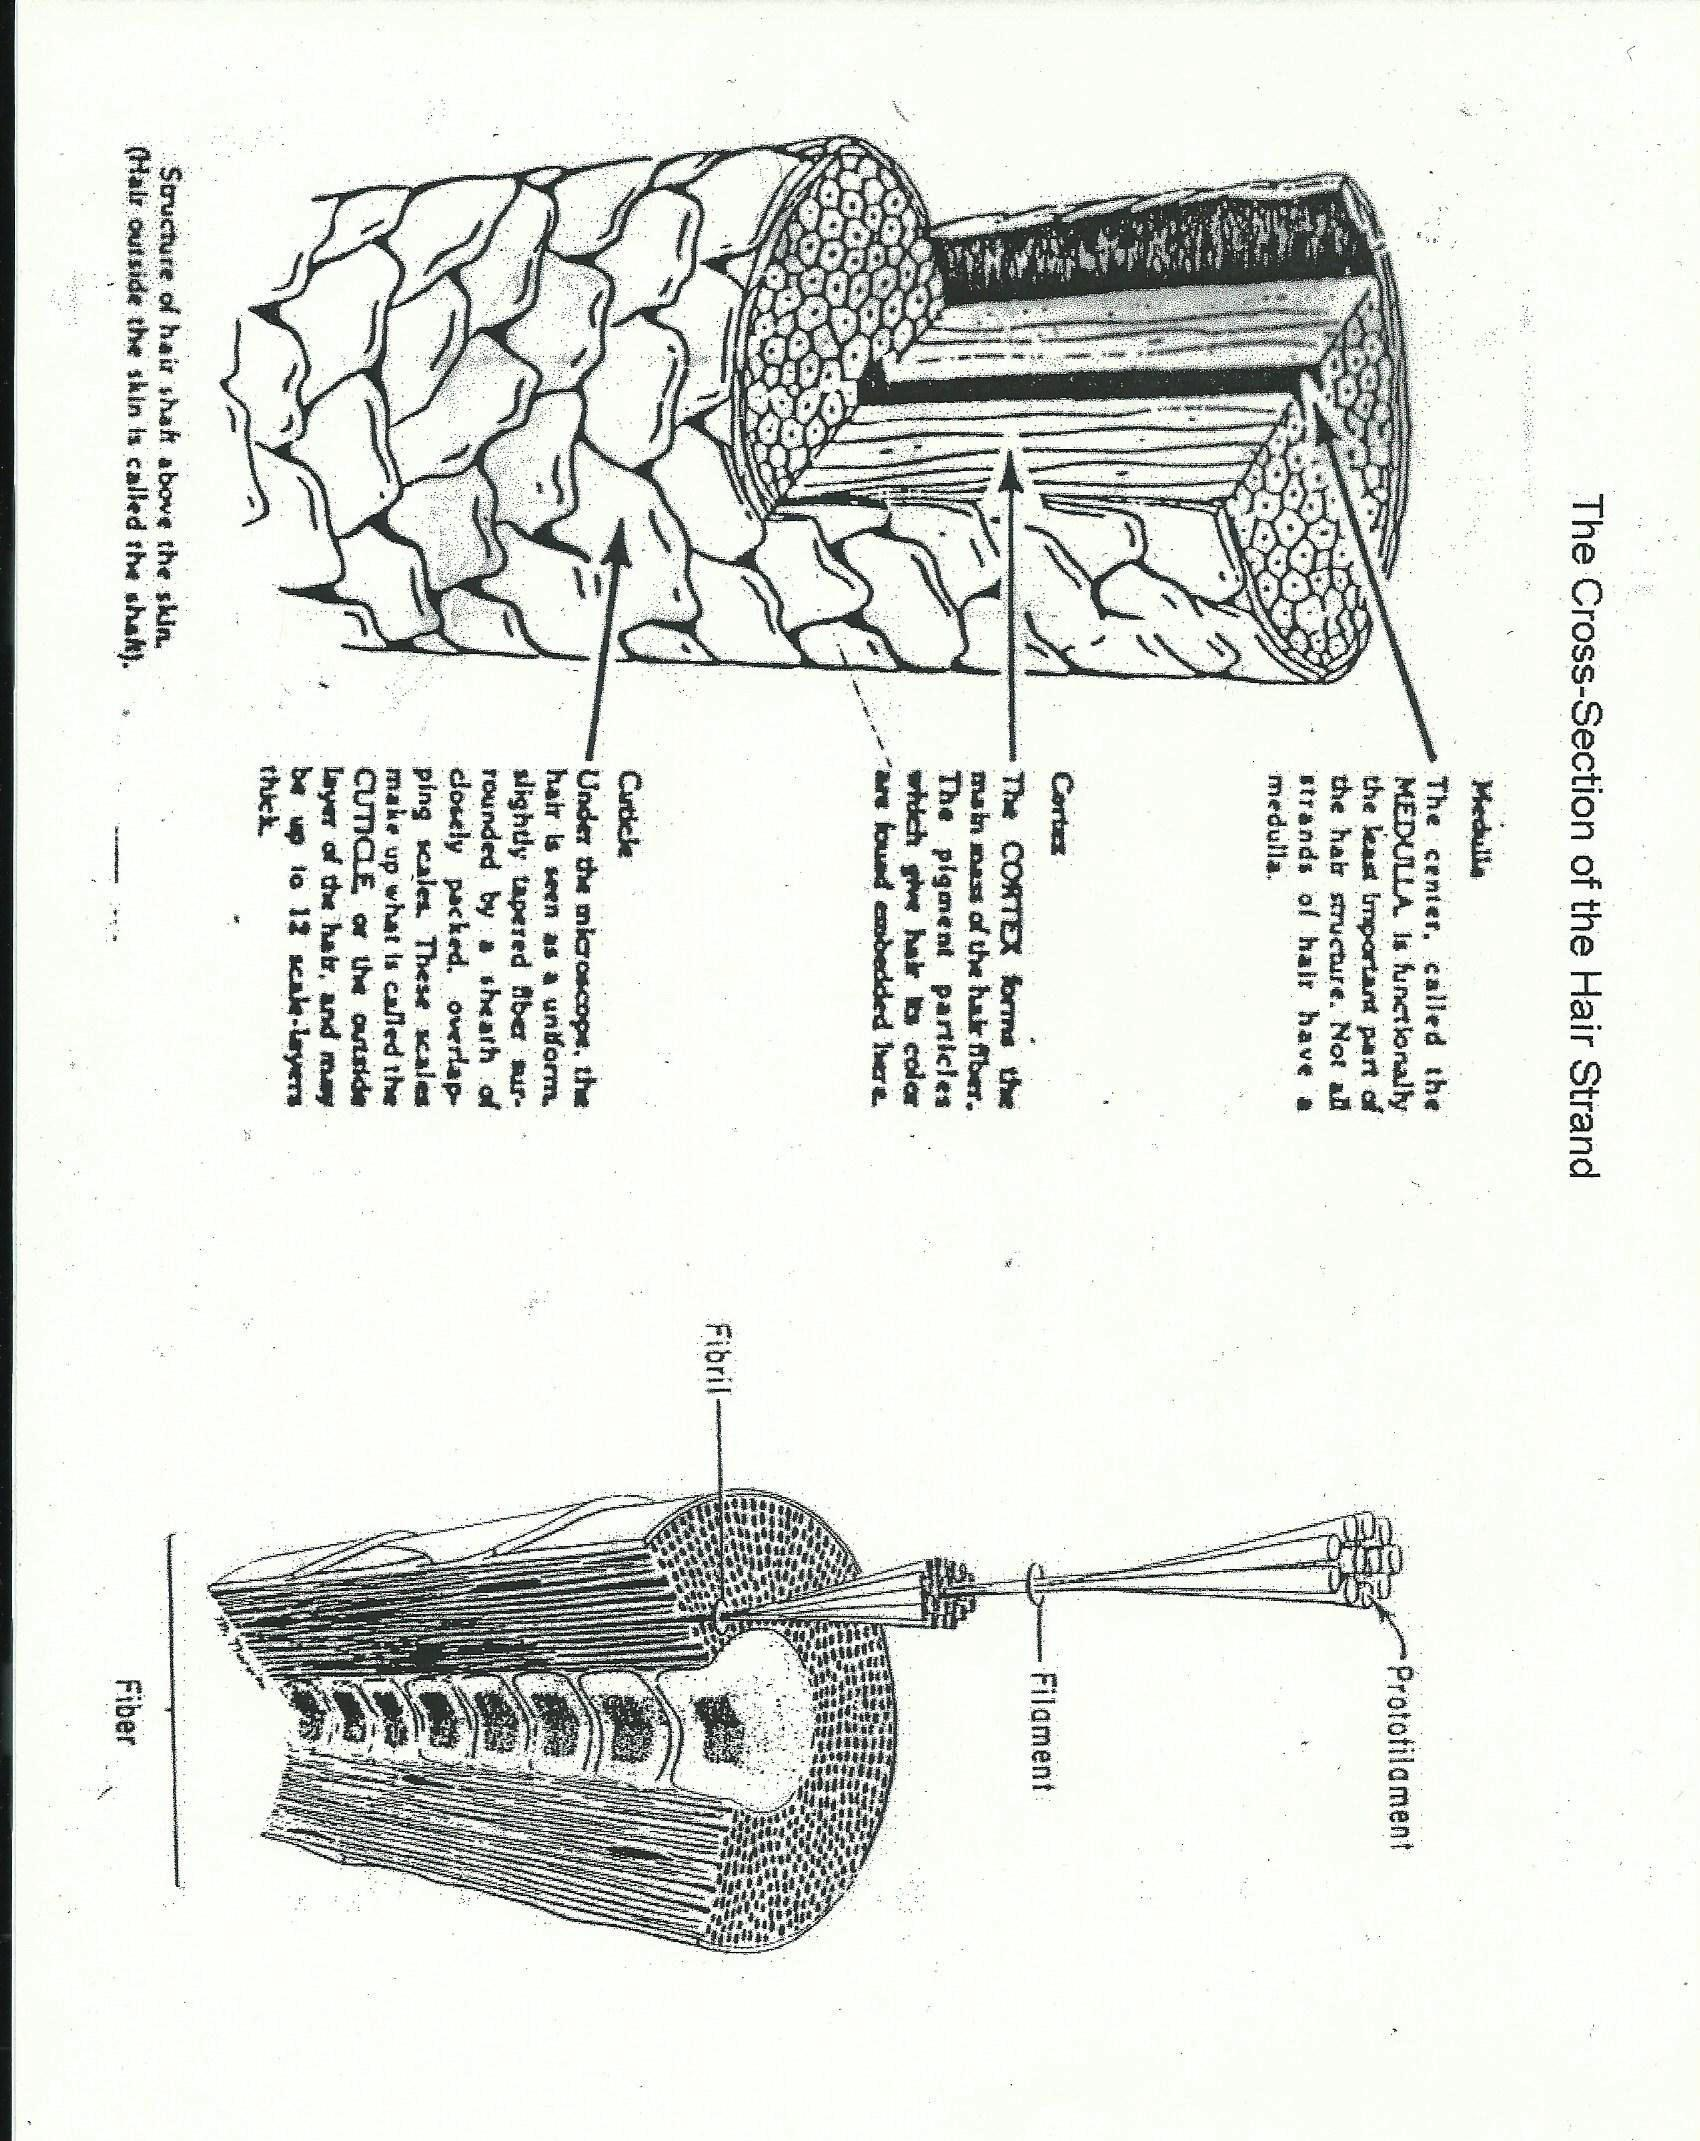 The Cross-Section of the Hair Strand
Medulla
The center, called the
MEDULLA, is functionally
the least important part of
the hair structure. Not all
strands of hair have a
medulla.
Cortex
The CORTEX forms the
main mass of the hair fiber.
The pigment particles
which give hair its color
are found embedded here.
Cuticle
Under the microscope, the
hair is seen as a uniform,
slightly tapered fiber sur-
rounded by a sheath of
closely packed, overlap-
ping scales. These scales
make up what is called the
CUTICLE, or the outside
layer of the hair, and may
be up to 12 scale-layers
thick.
Structure of hair shaft above the skin.
(Hair outside the skin is called the shaft).
Protofilament
Filament
Fibril
Fiber